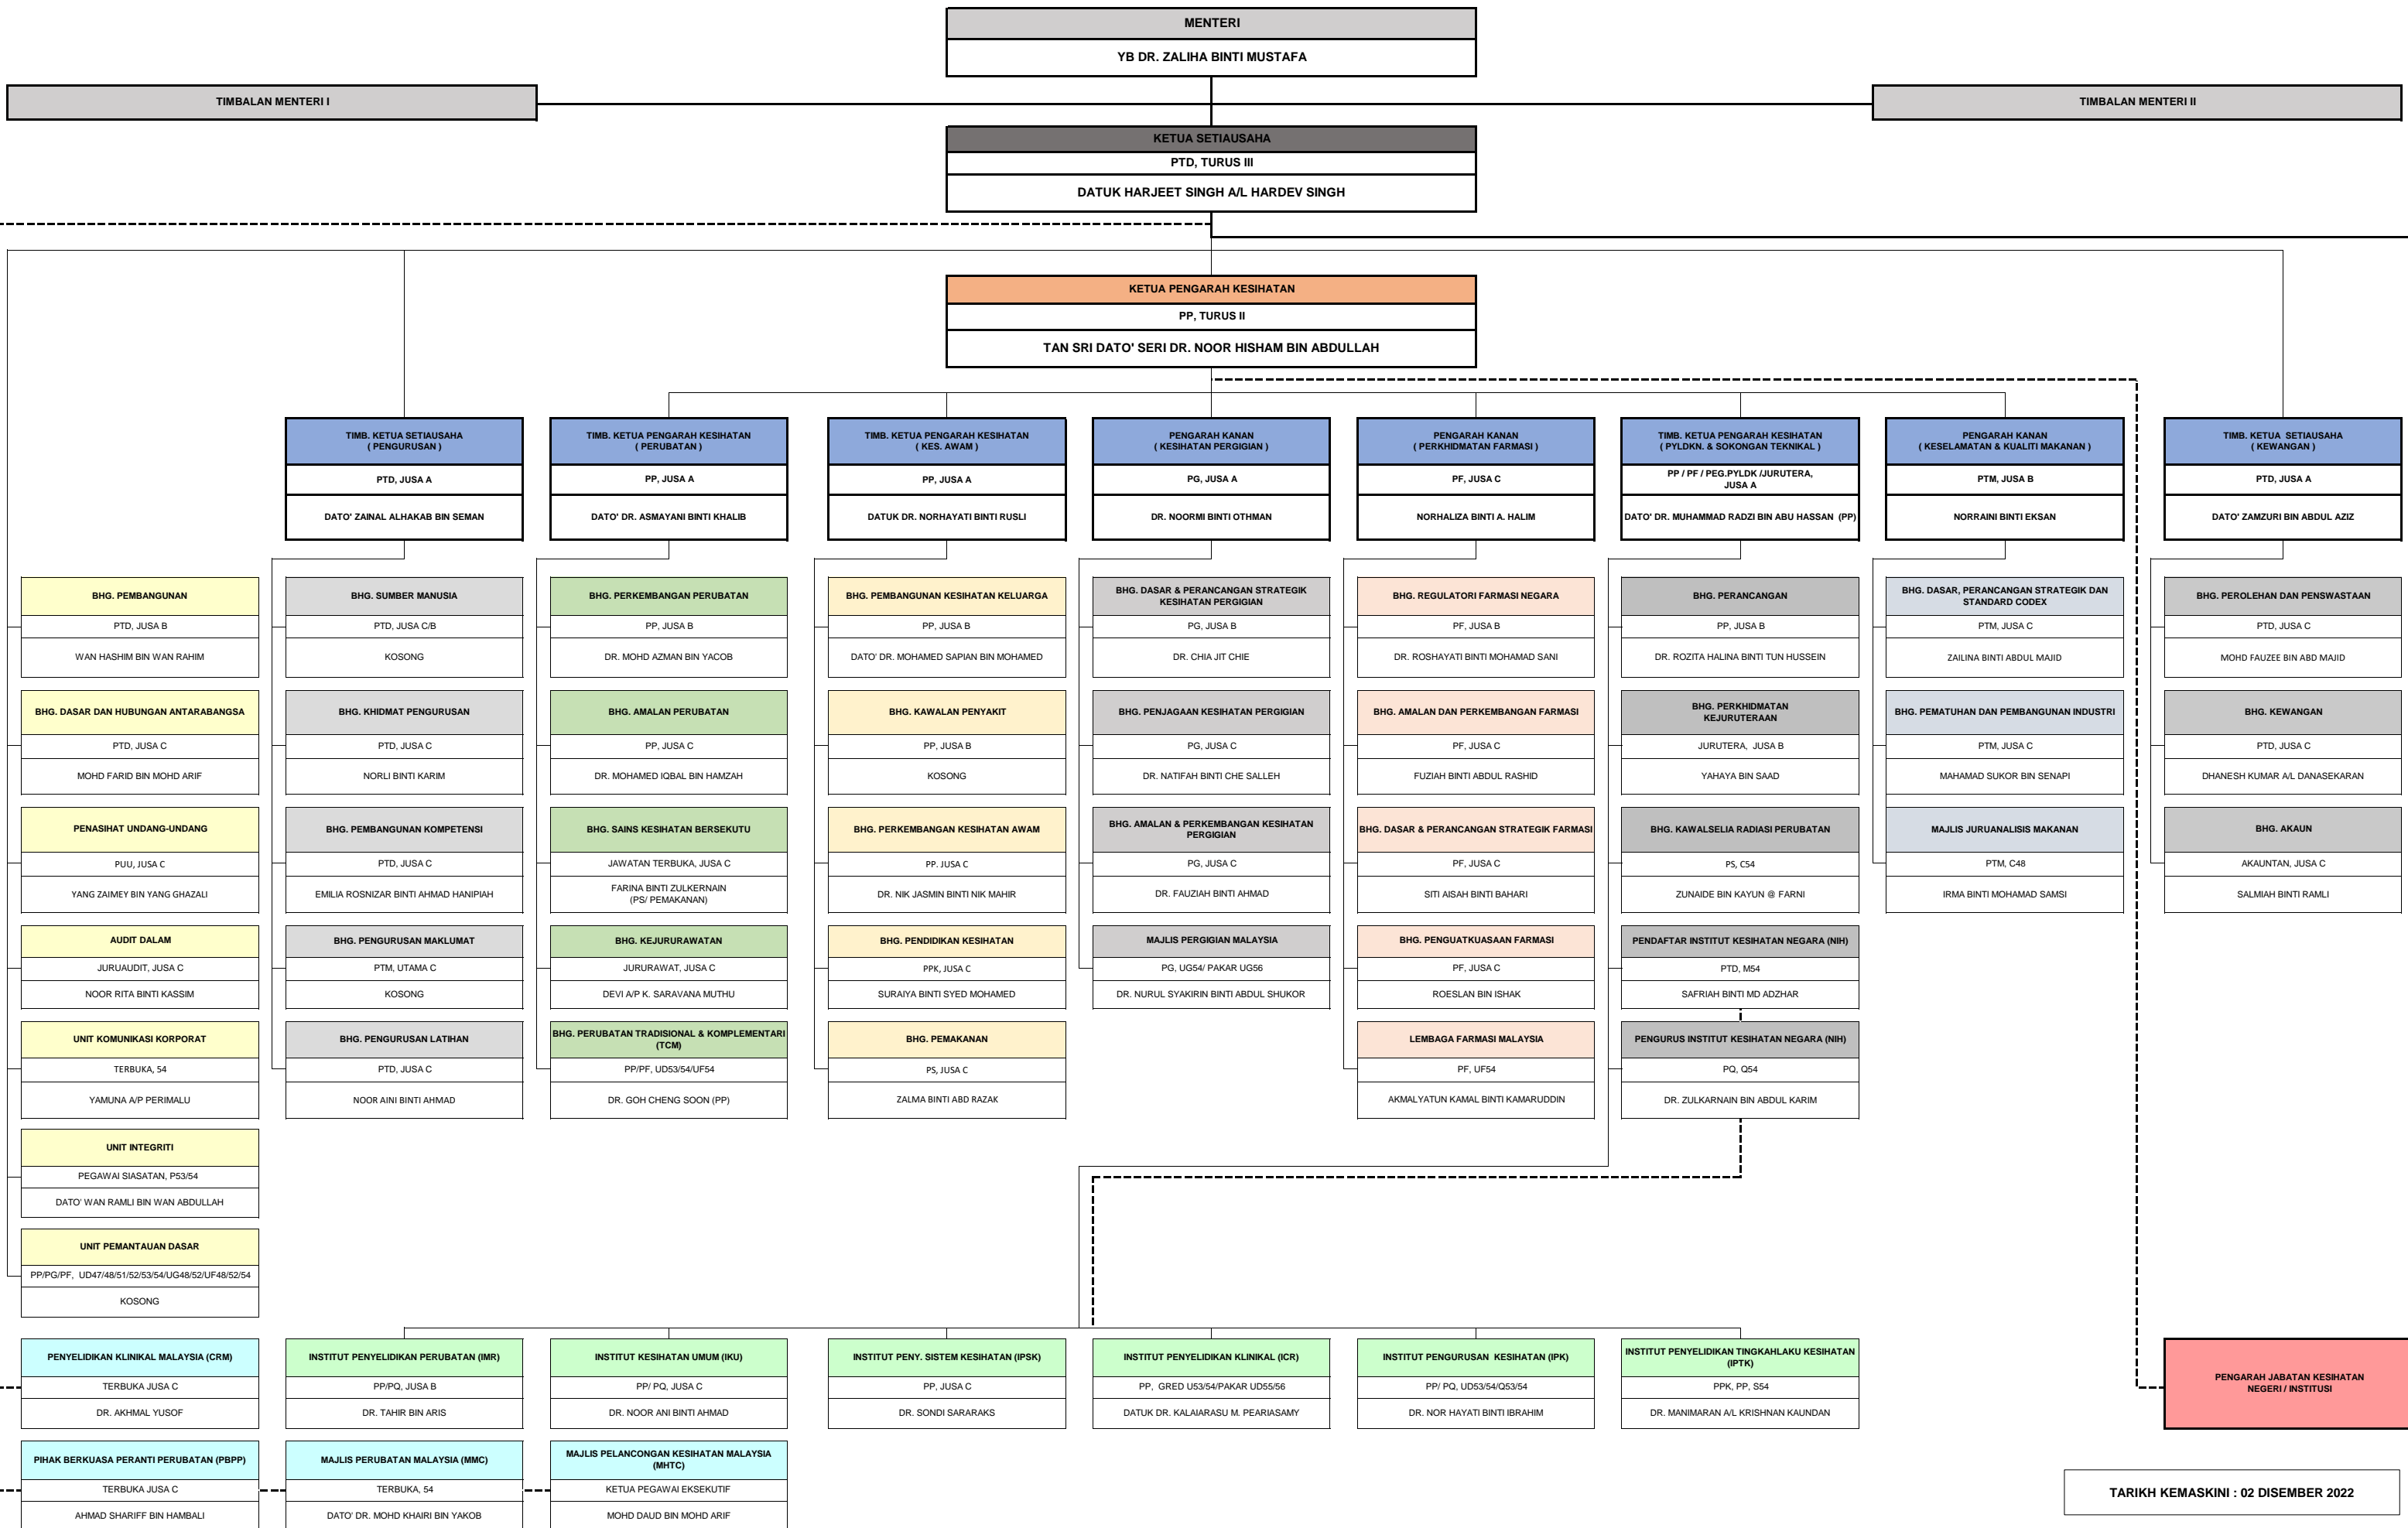 MENTERI
YB DR. ZALIHA BINTI MUSTAFA
TIMBALAN MENTERI I
TIMBALAN MENTERI II
KETUA SETIAUSAHA
PTD, TURUS III
DATUK HARJEET SINGH A/L HARDEV SINGH
KETUA PENGARAH KESIHATAN
PP, TURUS II
TAN SRI DATO' SERI DR. NOOR HISHAM BIN ABDULLAH
TIMB. KETUA SETIAUSAHA
( PENGURUSAN )
PTD, JUSA A
DATO' ZAINAL ALHAKAB BIN SEMAN
TIMB. KETUA PENGARAH KESIHATAN
( PERUBATAN )
PP, JUSA A
DATO' DR. ASMAYANI BINTI KHALIB
TIMB. KETUA PENGARAH KESIHATAN
( KES. AWAM )
PP, JUSA A
DATUK DR. NORHAYATI BINTI RUSLI
PENGARAH KANAN
( KESIHATAN PERGIGIAN )
PG, JUSA A
DR. NOORMI BINTI OTHMAN
PENGARAH KANAN
( PERKHIDMATAN FARMASI )
PF, JUSA C
NORHALIZA BINTI A. HALIM
TIMB. KETUA PENGARAH KESIHATAN
( PYLDKN. & SOKONGAN TEKNIKAL )
PP / PF / PEG.PYLDK /JURUTERA,
JUSA A
DATO' DR. MUHAMMAD RADZI BIN ABU HASSAN (PP)
PENGARAH KANAN
( KESELAMATAN & KUALITI MAKANAN )
PTM, JUSA B
NORRAINI BINTI EKSAN
TIMB. KETUA SETIAUSAHA
( KEWANGAN )
PTD, JUSA A
DATO' ZAMZURI BIN ABDUL AZIZ
BHG. PEMBANGUNAN
PTD, JUSA B
WAN HASHIM BIN WAN RAHIM
BHG. DASAR DAN HUBUNGAN ANTARABANGSA
PTD, JUSA C
MOHD FARID BIN MOHD ARIF
PENASIHAT UNDANG-UNDANG
PUU, JUSA C
YANG ZAIMEY BIN YANG GHAZALI
AUDIT DALAM
JURUAUDIT, JUSA C
NOOR RITA BINTI KASSIM
UNIT KOMUNIKASI KORPORAT
TERBUKA, 54
YAMUNA A/P PERIMALU
UNIT INTEGRITI
PEGAWAI SIASATAN, P53/54
DATO' WAN RAMLI BIN WAN ABDULLAH
UNIT PEMANTAUAN DASAR
PP/PG/PF, UD47/48/51/52/53/54/UG48/52/UF48/52/54
KOSONG
BHG. SUMBER MANUSIA
PTD, JUSA C/B
KOSONG
BHG. KHIDMAT PENGURUSAN
PTD, JUSA C
NORLI BINTI KARIM
BHG. PEMBANGUNAN KOMPETENSI
PTD, JUSA C
EMILIA ROSNIZAR BINTI AHMAD HANIPIAH
BHG. PENGURUSAN MAKLUMAT
PTM, UTAMA C
KOSONG
BHG. PENGURUSAN LATIHAN
PTD, JUSA C
NOOR AINI BINTI AHMAD
BHG. PERKEMBANGAN PERUBATAN
PP, JUSA B
DR. MOHD AZMAN BIN YACOB
BHG. AMALAN PERUBATAN
PP, JUSA C
DR. MOHAMED IQBAL BIN HAMZAH
BHG. SAINS KESIHATAN BERSEKUTU
JAWATAN TERBUKA, JUSA C
FARINA BINTI ZULKERNAIN
(PS/ PEMAKANAN)
BHG. KEJURURAWATAN
JURURAWAT, JUSA C
DEVI A/P K. SARAVANA MUTHU
BHG. PERUBATAN TRADISIONAL & KOMPLEMENTARI
(TCM)
PP/PF, UD53/54/UF54
DR. GOH CHENG SOON (PP)
BHG. PEMBANGUNAN KESIHATAN KELUARGA
PP, JUSA B
DATO' DR. MOHAMED SAPIAN BIN MOHAMED
BHG. KAWALAN PENYAKIT
PP, JUSA B
KOSONG
BHG. PERKEMBANGAN KESIHATAN AWAM
PP. JUSA C
DR. NIK JASMIN BINTI NIK MAHIR
BHG. PENDIDIKAN KESIHATAN
PPK, JUSA C
SURAIYA BINTI SYED MOHAMED
BHG. PEMAKANAN
PS, JUSA C
ZALMA BINTI ABD RAZAK
BHG. DASAR & PERANCANGAN STRATEGIK
KESIHATAN PERGIGIAN
PG, JUSA B
DR. CHIA JIT CHIE
BHG. PENJAGAAN KESIHATAN PERGIGIAN
PG, JUSA C
DR. NATIFAH BINTI CHE SALLEH
BHG. AMALAN & PERKEMBANGAN KESIHATAN
PERGIGIAN
PG, JUSA C
DR. FAUZIAH BINTI AHMAD
MAJLIS PERGIGIAN MALAYSIA
PG, UG54/ PAKAR UG56
DR. NURUL SYAKIRIN BINTI ABDUL SHUKOR
BHG. REGULATORI FARMASI NEGARA
PF, JUSA B
DR. ROSHAYATI BINTI MOHAMAD SANI
BHG. AMALAN DAN PERKEMBANGAN FARMASI
PF, JUSA C
FUZIAH BINTI ABDUL RASHID
BHG. DASAR & PERANCANGAN STRATEGIK FARMASI
PF, JUSA C
SITI AISAH BINTI BAHARI
BHG. PENGUATKUASAAN FARMASI
PF, JUSA C
ROESLAN BIN ISHAK
LEMBAGA FARMASI MALAYSIA
PF, UF54
AKMALYATUN KAMAL BINTI KAMARUDDIN
BHG. PERANCANGAN
PP, JUSA B
DR. ROZITA HALINA BINTI TUN HUSSEIN
BHG. PERKHIDMATAN
KEJURUTERAAN
JURUTERA, JUSA B
YAHAYA BIN SAAD
BHG. KAWALSELIA RADIASI PERUBATAN
PS, C54
ZUNAIDE BIN KAYUN @ FARNI
PENDAFTAR INSTITUT KESIHATAN NEGARA (NIH)
PTD, M54
SAFRIAH BINTI MD ADZHAR
PENGURUS INSTITUT KESIHATAN NEGARA (NIH)
PQ, Q54
DR. ZULKARNAIN BIN ABDUL KARIM
BHG. DASAR, PERANCANGAN STRATEGIK DAN
STANDARD CODEX
PTM, JUSA C
ZAILINA BINTI ABDUL MAJID
BHG. PEMATUHAN DAN PEMBANGUNAN INDUSTRI
PTM, JUSA C
MAHAMAD SUKOR BIN SENAPI
MAJLIS JURUANALISIS MAKANAN
PTM, C48
IRMA BINTI MOHAMAD SAMSI
BHG. PEROLEHAN DAN PENSWASTAAN
PTD, JUSA C
MOHD FAUZEE BIN ABD MAJID
BHG. KEWANGAN
PTD, JUSA C
DHANESH KUMAR A/L DANASEKARAN
BHG. AKAUN
AKAUNTAN, JUSA C
SALMIAH BINTI RAMLI
PENYELIDIKAN KLINIKAL MALAYSIA (CRM)
TERBUKA JUSA C
DR. AKHMAL YUSOF
INSTITUT PENYELIDIKAN PERUBATAN (IMR)
PP/PQ, JUSA B
DR. TAHIR BIN ARIS
INSTITUT KESIHATAN UMUM (IKU)
PP/ PQ, JUSA C
DR. NOOR ANI BINTI AHMAD
INSTITUT PENY. SISTEM KESIHATAN (IPSK)
PP, JUSA C
DR. SONDI SARARAKS
INSTITUT PENYELIDIKAN KLINIKAL (ICR)
PP, GRED U53/54/PAKAR UD55/56
DATUK DR. KALAIARASU M. PEARIASAMY
INSTITUT PENGURUSAN KESIHATAN (IPK)
PP/ PQ, UD53/54/Q53/54
DR. NOR HAYATI BINTI IBRAHIM
INSTITUT PENYELIDIKAN TINGKAHLAKU KESIHATAN
(IPTK)
PPK, PP, S54
DR. MANIMARAN A/L KRISHNAN KAUNDAN
PENGARAH JABATAN KESIHATAN
NEGERI / INSTITUSI
PIHAK BERKUASA PERANTI PERUBATAN (PBPP)
TERBUKA JUSA C
AHMAD SHARIFF BIN HAMBALI
MAJLIS PERUBATAN MALAYSIA (MMC)
TERBUKA, 54
DATO' DR. MOHD KHAIRI BIN YAKOB
MAJLIS PELANCONGAN KESIHATAN MALAYSIA
(MHTC)
KETUA PEGAWAI EKSEKUTIF
MOHD DAUD BIN MOHD ARIF
TARIKH KEMASKINI : 02 DISEMBER 2022